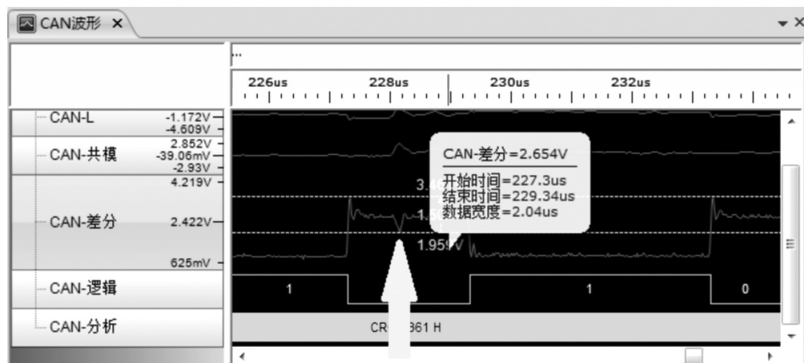 CAN波形
...
226us 228us 230us 232us
CAN-L
-1.172V
-4.609V
CAN-共模
2.852V
-39.06mV
-2.93V
CAN-差分
4.219V
2.422V
625mV
CAN-差分=2.654V
开始时间=227.3us
结束时间=229.34us
数据宽度=2.04us
1.959V
CAN-逻辑
1
1
0
CAN-分析
361 H